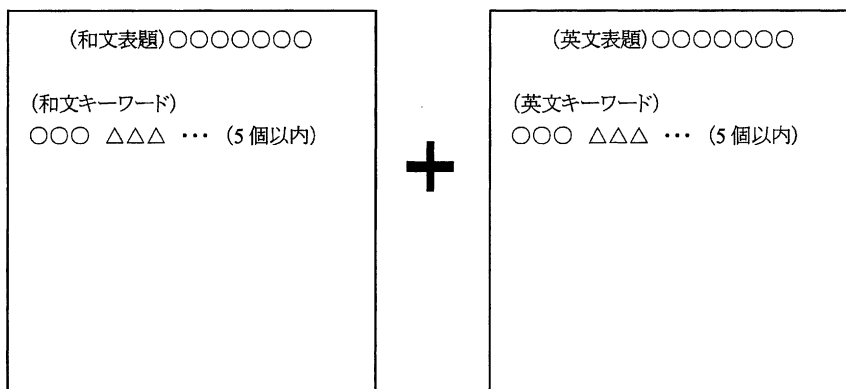 (和文表題)○○○○○○○
(和文キーワード)
○○○ △△△ ・・・ (5個以内)
+
(英文表題)○○○○○○○
(英文キーワード)
○○○ △△△ ・・・ (5個以内)